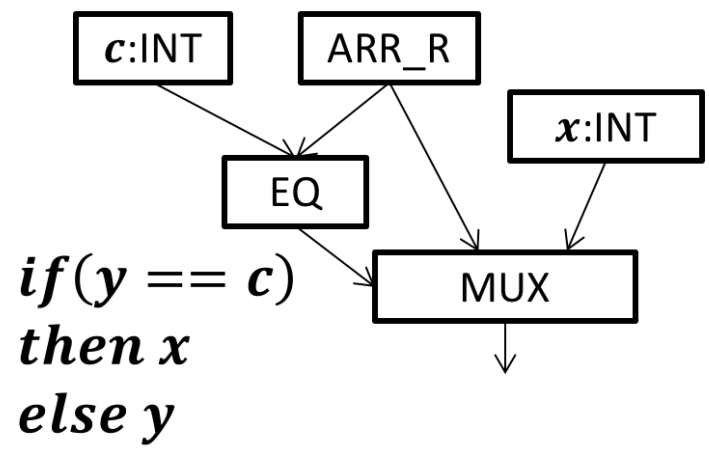 c:INT
ARR_R
x:INT
EQ
MUX
if(y == c)
then x
else y